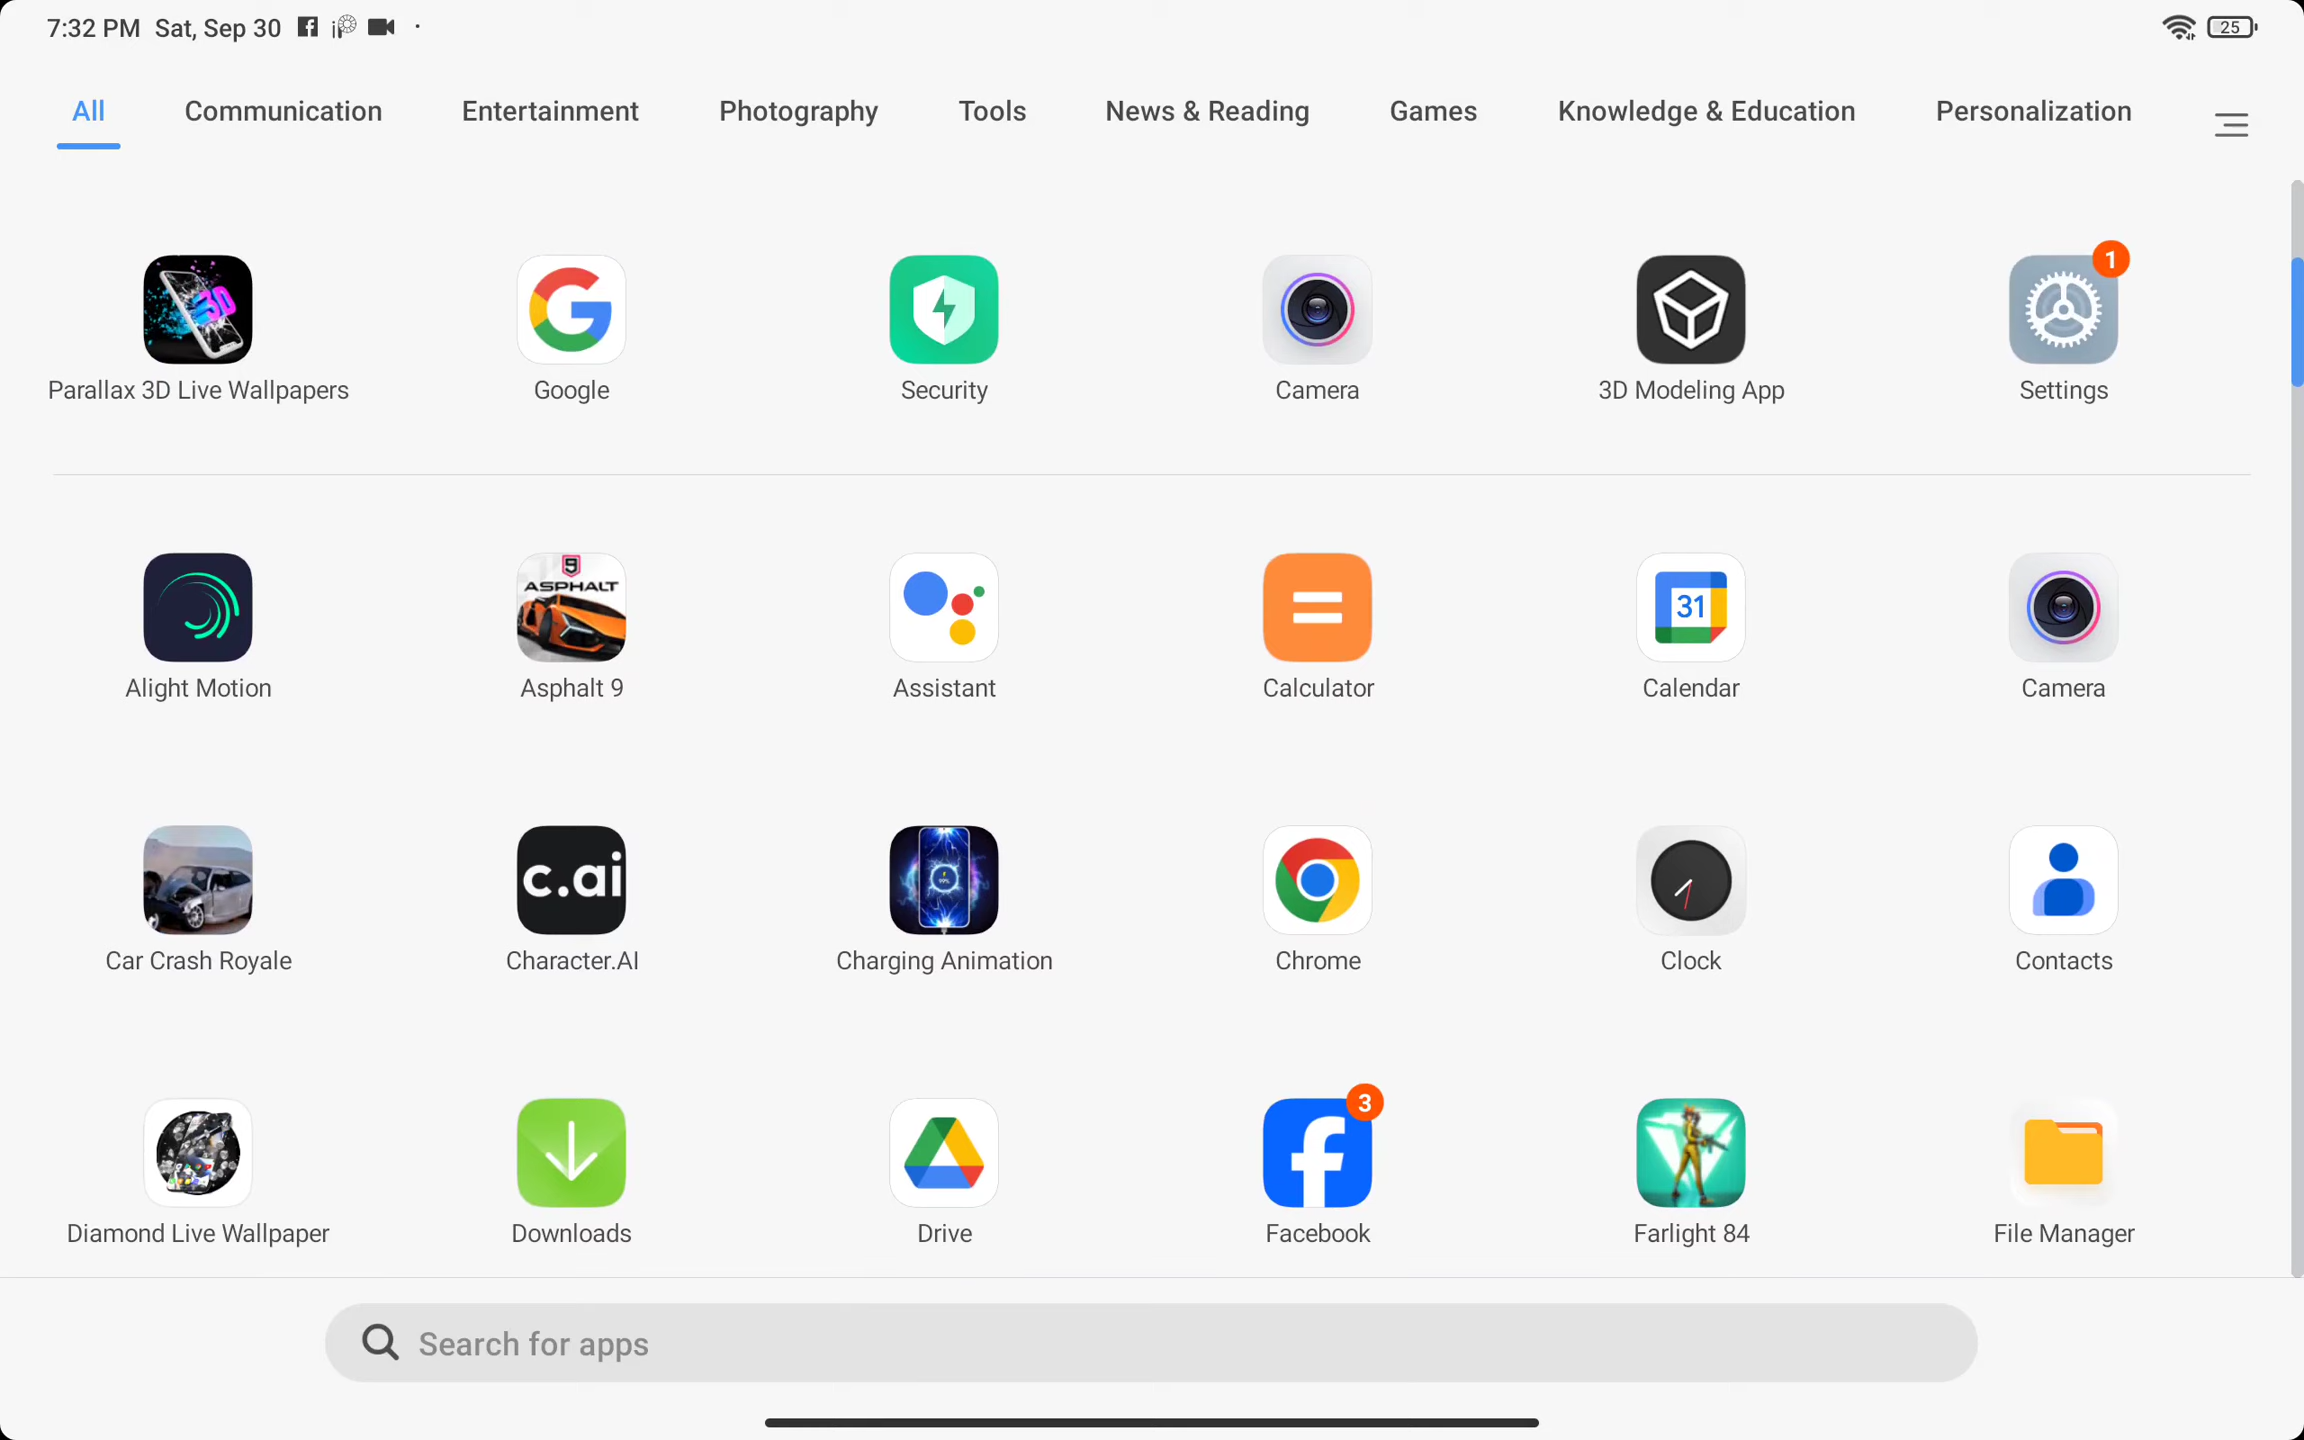 7:32 PM Sat, Sep 30
25
All Communication Entertainment Photography Tools News & Reading Games Knowledge & Education Personalization
3D
1
Parallax 3D Live Wallpapers Google Security Camera 3D Modeling App Settings
9
ASPHALT
31
Alight Motion Asphalt 9 Assistant Calculator Calendar Camera
c.ai
99%
Car Crash Royale Character.AI Charging Animation Chrome Clock Contacts
3
Diamond Live Wallpaper Downloads Drive Facebook Farlight 84 File Manager
Search for apps